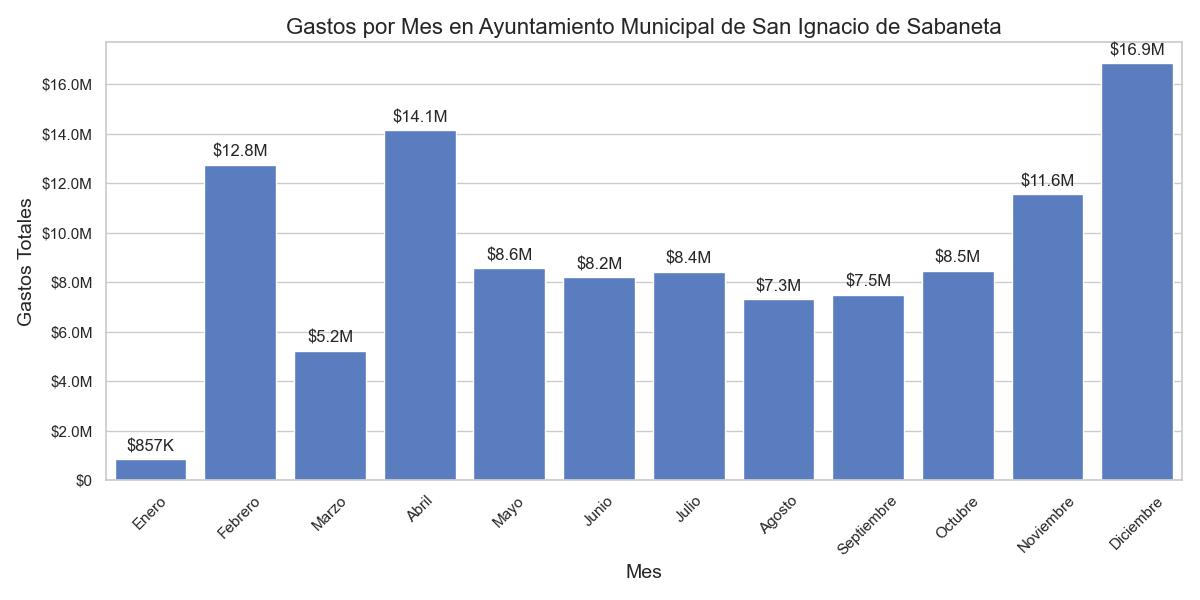 Gastos por Mes en Ayuntamiento Municipal de San Ignacio de Sabaneta
Gastos Totales
$16.0M
$14.0M
$12.0M
$10.0M
$8.0M
$6.0M
$4.0M
$2.0M
$0
$857K
$12.8M
$5.2M
$14.1M
$8.6M
$8.2M
$8.4M
$7.3M
$7.5M
$8.5M
$11.6M
$16.9M
Enero
Febrero
Marzo
Abril
Mayo
Junio
Julio
Agosto
Septiembre
Octubre
Noviembre
Diciembre
Mes